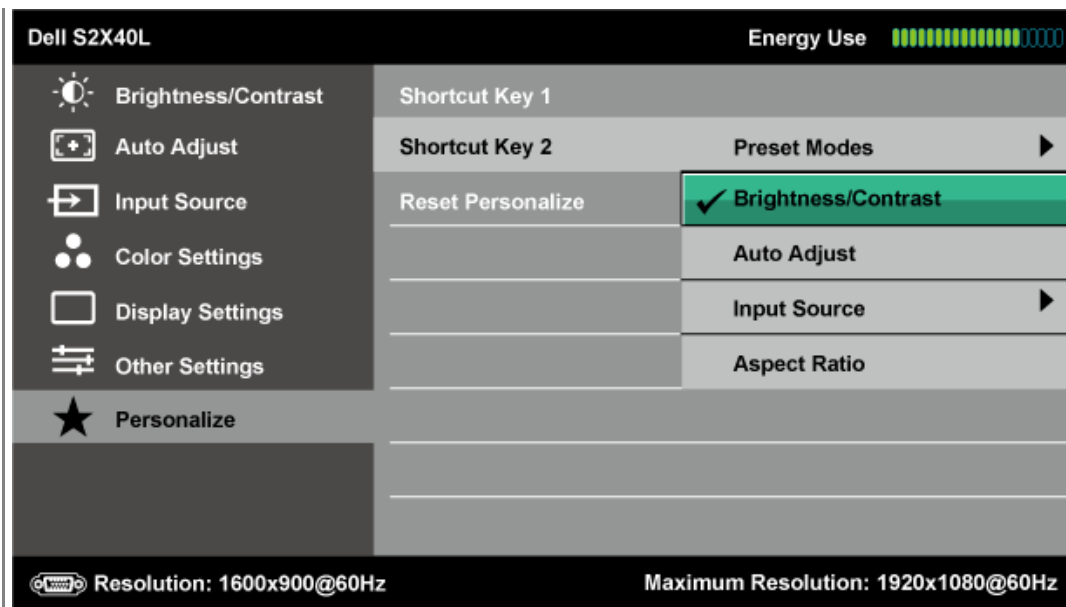 Dell S2X40L Energy Use
Brightness/Contrast Shortcut Key 1
Auto Adjust Shortcut Key 2 Preset Modes
Input Source Reset Personalize Brightness/Contrast
Color Settings Auto Adjust
Display Settings Input Source
Other Settings Aspect Ratio
Personalize
Resolution: 1600x900@60Hz Maximum Resolution: 1920x1080@60Hz